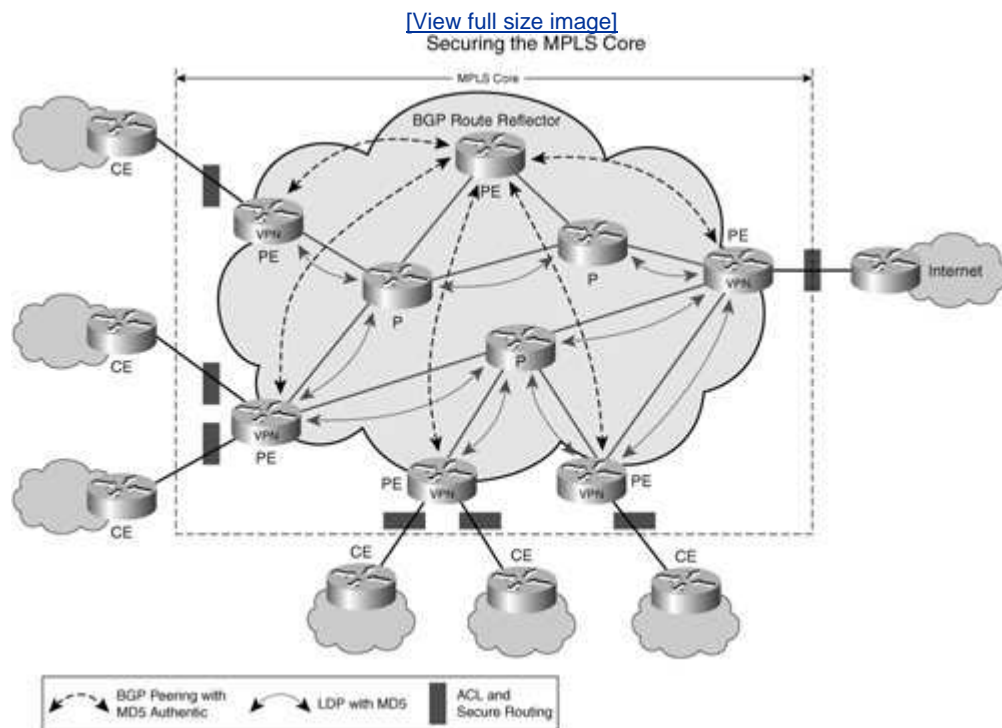 [View full size image]
Securing the MPLS Core
MPLS Core
BGP Route Reflector
CE
PE
VPN
PE
P
P
PE
VPN
Internet
CE
P
VPN
PE
CE
PE
VPN
VPN
PE
CE
CE
CE
BGP Peering with
MD5 Authentic
LDP with MD5
ACL and
Secure Routing